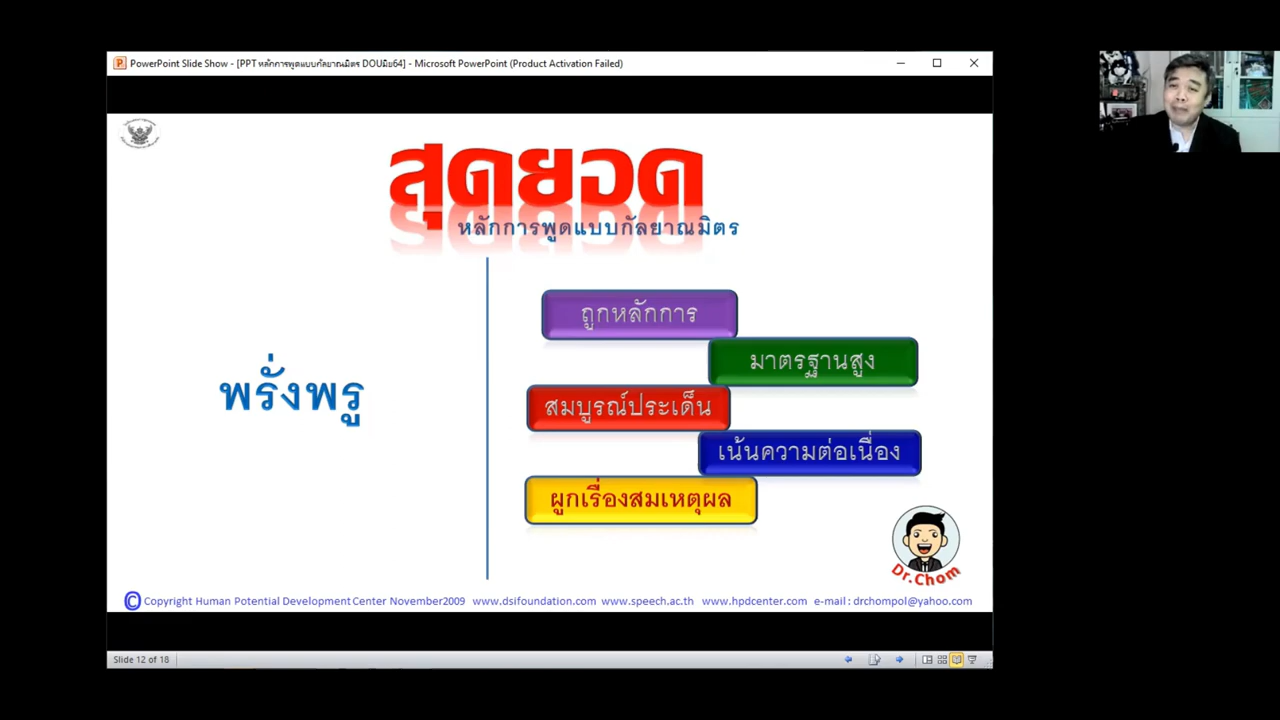 PowerPoint Slide Show - [PPT หลักการพูดแบบกัลยาณมิตร DOUมิย64] - Microsoft PowerPoint (Product Activation Failed)
สุดยอด
หลักการพูดแบบกัลยาณมิตร
พรั่งพรู
ถูกหลักการ
มาตรฐานสูง
สมบูรณ์ประเด็น
เน้นความต่อเนื่อง
ผูกเรื่องสมเหตุผล
Dr.Chom
© Copyright Human Potential Development Center November2009 www.dsifoundation.com www.speech.ac.th www.hpdcenter.com e-mail : drchompol@yahoo.com
Slide 12 of 18